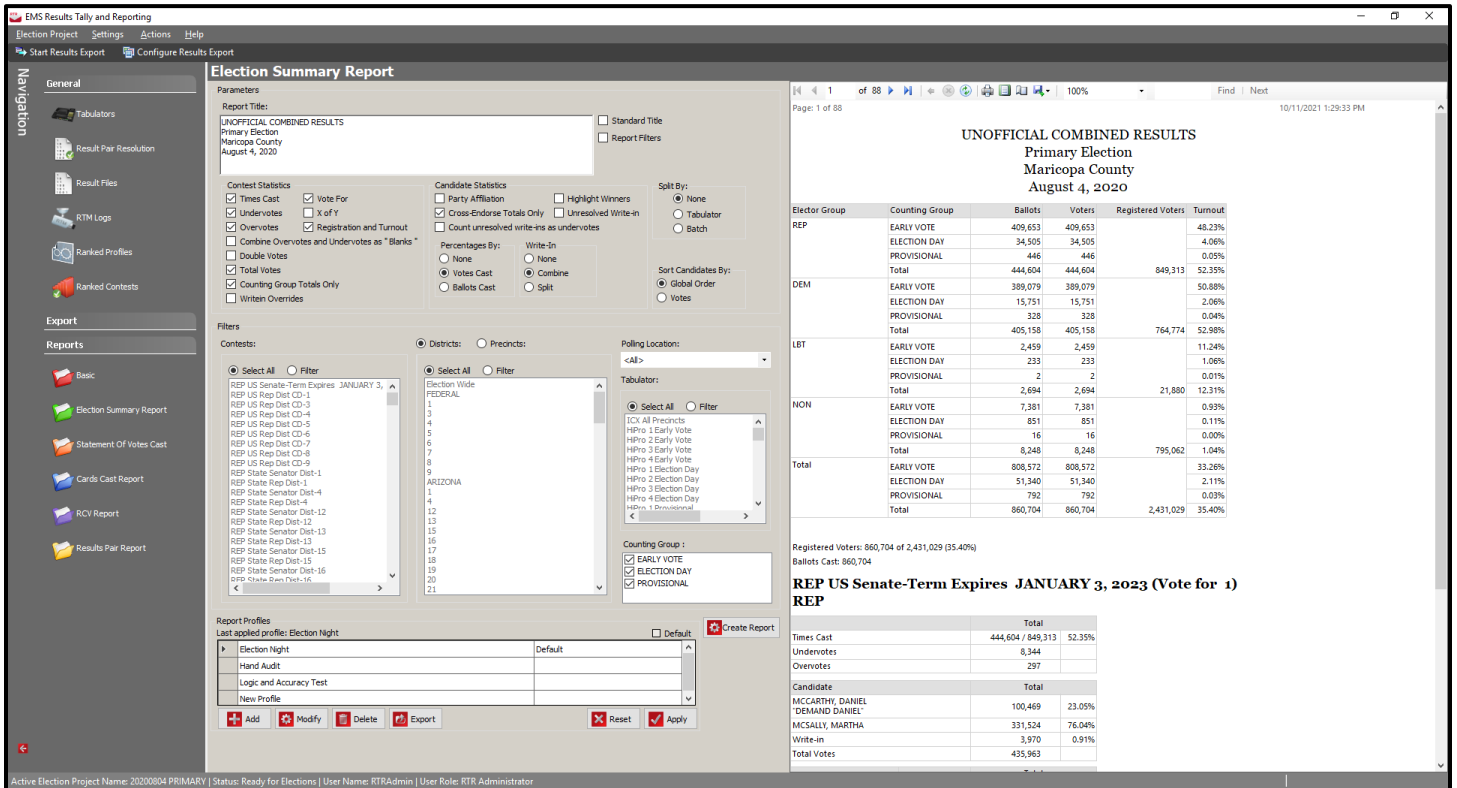 EMS Results Tally and Reporting
Election Project Settings Actions Help
Start Results Export Configure Results Export
Navigation
General
Tabulators
Result Pair Resolution
Result Files
RTM Logs
Ranked Profiles
Ranked Contests
Export
Reports
Basic
Election Summary Report
Statement Of Votes Cast
Cards Cast Report
RCV Report
Results Pair Report
Election Summary Report
Parameters
Report Title:
UNOFFICIAL COMBINED RESULTS
Primary Election
Maricopa County
August 4, 2020
Standard Title
Report Filters
Contest Statistics
Times Cast Vote For
Undervotes X of Y
Overvotes Registration and Turnout
Combine Overvotes and Undervotes as "Blanks "
Double Votes
Total Votes
Counting Group Totals Only
Writein Overrides
Candidate Statistics
Party Affiliation Highlight Winners
Cross-Endorse Totals Only Unresolved Write-in
Count unresolved write-ins as undervotes
Percentages By: Write-In
None None
Votes Cast Combine
Ballots Cast Split
Split By:
None
Tabulator
Batch
Sort Candidates By:
Global Order
Votes
Filters
Contests:
Select All Filter
REP US Senate-Term Expires JANUARY 3,
REP US Rep Dist CD-1
REP US Rep Dist CD-3
REP US Rep Dist CD-4
REP US Rep Dist CD-5
REP US Rep Dist CD-6
REP US Rep Dist CD-7
REP US Rep Dist CD-8
REP US Rep Dist CD-9
REP State Senator Dist-1
REP State Rep Dist-1
REP State Senator Dist-4
REP State Rep Dist-4
REP State Senator Dist-12
REP State Rep Dist-12
REP State Senator Dist-13
REP State Rep Dist-13
REP State Senator Dist-15
REP State Rep Dist-15
REP State Senator Dist-16
REP State Rep Dist-16
Districts: Precincts:
Select All Filter
Election Wide
FEDERAL
1
3
4
5
6
7
8
9
ARIZONA
1
4
12
13
15
16
17
18
19
20
21
Polling Location:
<All>
Tabulator:
Select All Filter
ICX All Precincts
HiPro 1 Early Vote
HiPro 2 Early Vote
HiPro 3 Early Vote
HiPro 4 Early Vote
HiPro 1 Election Day
HiPro 2 Election Day
HiPro 3 Election Day
HiPro 4 Election Day
HiPro 1 Provisional
Counting Group :
EARLY VOTE
ELECTION DAY
PROVISIONAL
Report Profiles
Last applied profile: Election Night
Default
Create Report
Election Night Default
Hand Audit
Logic and Accuracy Test
New Profile
Add Modify Delete Export Reset Apply
1 of 88 100% Find | Next
Page: 1 of 88 10/11/2021 1:29:33 PM
UNOFFICIAL COMBINED RESULTS
Primary Election
Maricopa County
August 4, 2020
Elector Group Counting Group Ballots Voters Registered Voters Turnout
REP EARLY VOTE 409,653 409,653 48.23%
ELECTION DAY 34,505 34,505 4.06%
PROVISIONAL 446 446 0.05%
Total 444,604 444,604 849,313 52.35%
DEM EARLY VOTE 389,079 389,079 50.88%
ELECTION DAY 15,751 15,751 2.06%
PROVISIONAL 328 328 0.04%
Total 405,158 405,158 764,774 52.98%
LBT EARLY VOTE 2,459 2,459 11.24%
ELECTION DAY 233 233 1.06%
PROVISIONAL 2 2 0.01%
Total 2,694 2,694 21,880 12.31%
NON EARLY VOTE 7,381 7,381 0.93%
ELECTION DAY 851 851 0.11%
PROVISIONAL 16 16 0.00%
Total 8,248 8,248 795,062 1.04%
Total EARLY VOTE 808,572 808,572 33.26%
ELECTION DAY 51,340 51,340 2.11%
PROVISIONAL 792 792 0.03%
Total 860,704 860,704 2,431,029 35.40%
Registered Voters: 860,704 of 2,431,029 (35.40%)
Ballots Cast: 860,704
REP US Senate-Term Expires JANUARY 3, 2023 (Vote for 1)
REP
Total
Times Cast 444,604 / 849,313 52.35%
Undervotes 8,344
Overvotes 297
Candidate Total
MCCARTHY, DANIEL
"DEMAND DANIEL" 100,469 23.05%
MCSALLY, MARTHA 331,524 76.04%
Write-in 3,970 0.91%
Total Votes 435,963
Active Election Project Name: 20200804 PRIMARY | Status: Ready for Elections | User Name: RTRAdmin | User Role: RTR Administrator